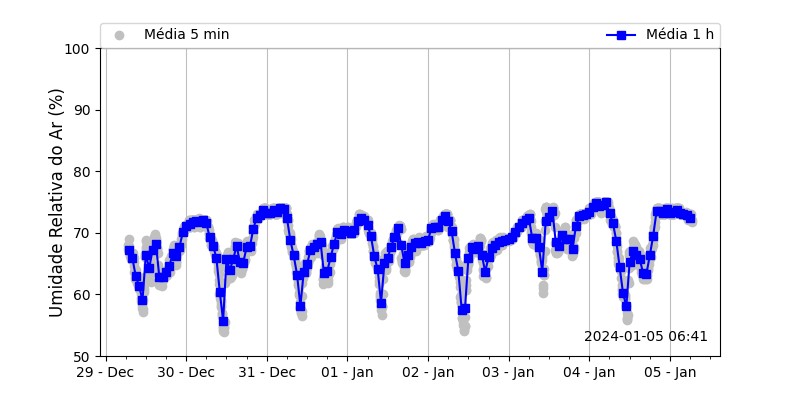 Média 5 min
Média 1 h
100
90
80
70
60
50
Umidade Relativa do Ar (%)
2024-01-05 06:41
29 - Dec
30 - Dec
31 - Dec
01 - Jan
02 - Jan
03 - Jan
04 - Jan
05 - Jan